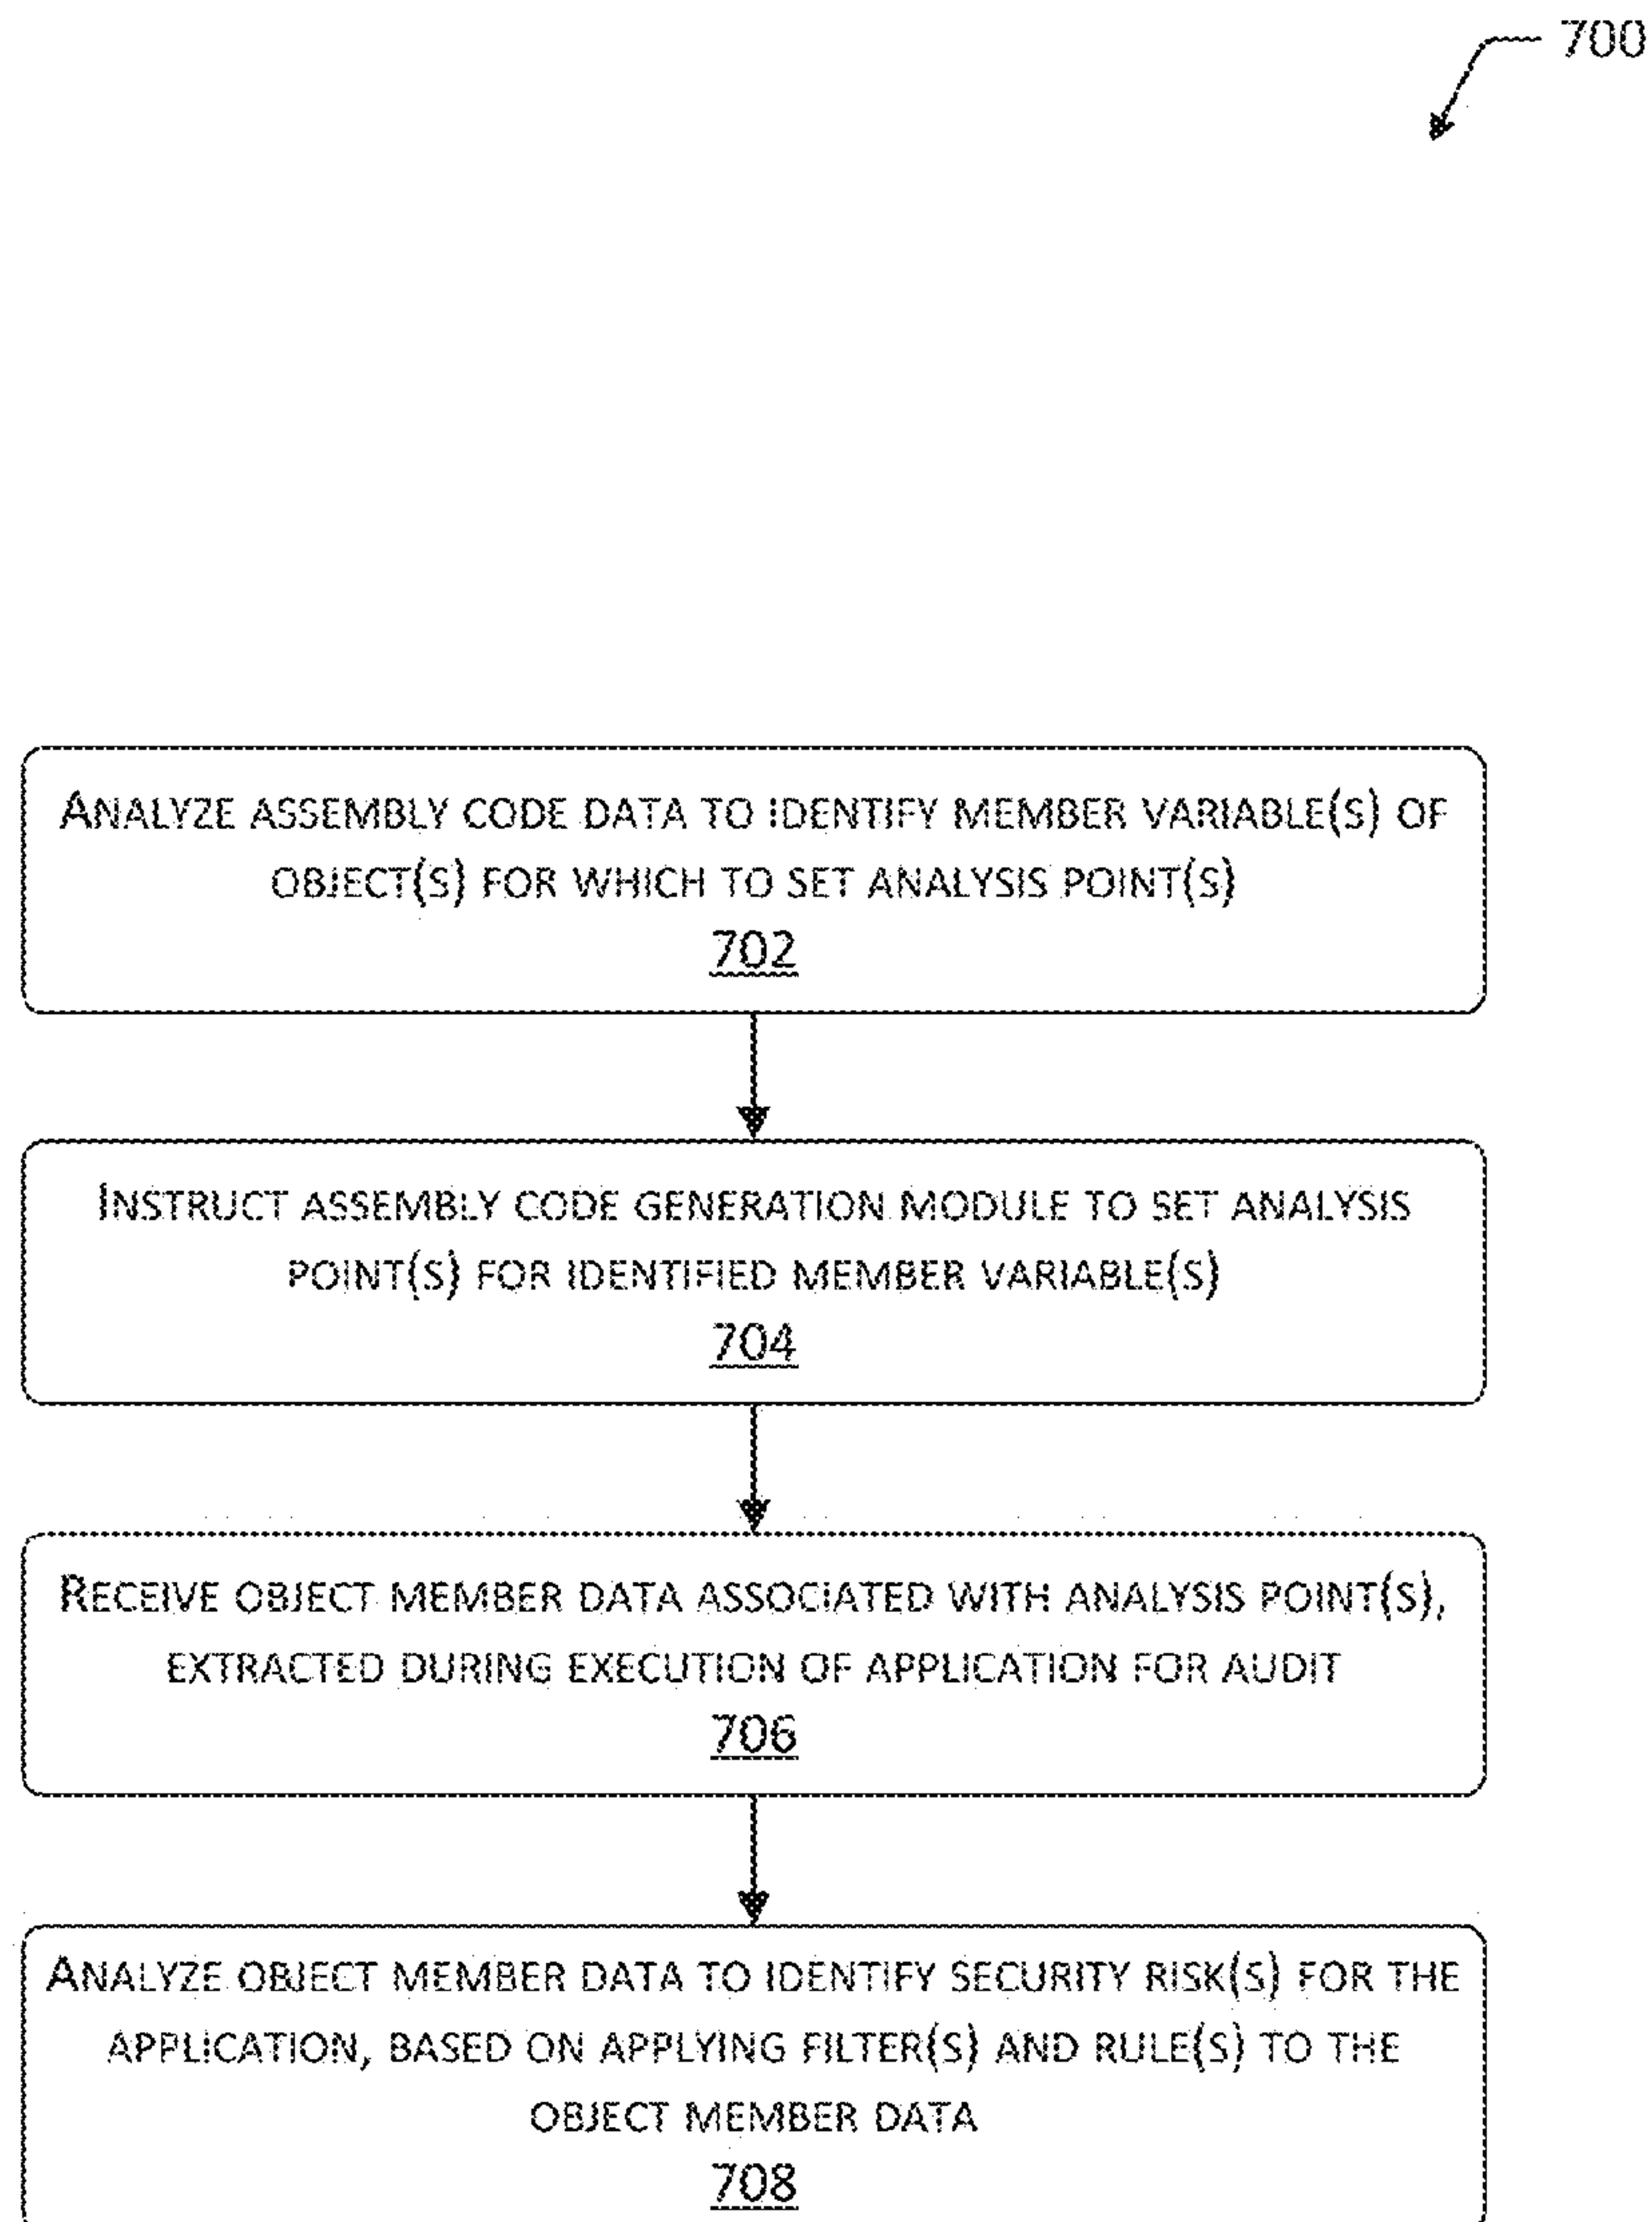 700
ANALYZE ASSEMBLY CODE DATA TO IDENTIFY MEMBER VARIABLE(S) OF
OBJECT(S) FOR WHICH TO SET ANALYSIS POINT(S)
702
INSTRUCT ASSEMBLY CODE GENERATION MODULE TO SET ANALYSIS
POINT(S) FOR IDENTIFIED MEMBER VARIABLE(S)
704
RECEIVE OBJECT MEMBER DATA ASSOCIATED WITH ANALYSIS POINT(S),
EXTRACTED DURING EXECUTION OF APPLICATION FOR AUDIT
706
ANALYZE OBJECT MEMBER DATA TO IDENTIFY SECURITY RISK(S) FOR THE
APPLICATION, BASED ON APPLYING FILTER(S) AND RULE(S) TO THE
OBJECT MEMBER DATA
708